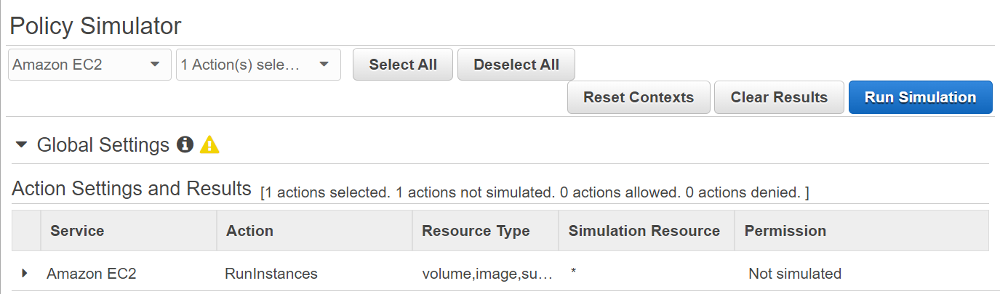 Policy Simulator
Amazon EC2 1 Action(s) sele... Select All Deselect All
Reset Contexts Clear Results Run Simulation
Global Settings
Action Settings and Results [1 actions selected. 1 actions not simulated. 0 actions allowed. 0 actions denied. ]
Service Action Resource Type Simulation Resource Permission
Amazon EC2 RunInstances volume,image,su... * Not simulated